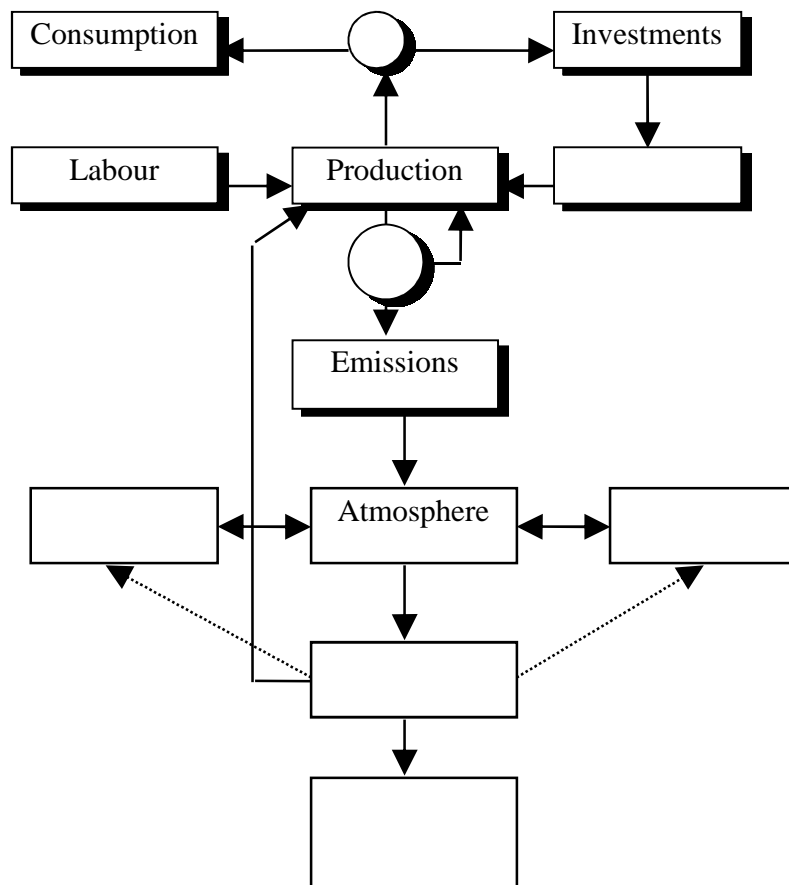 Consumption
Investments
Labour
Production
Emissions
Atmosphere